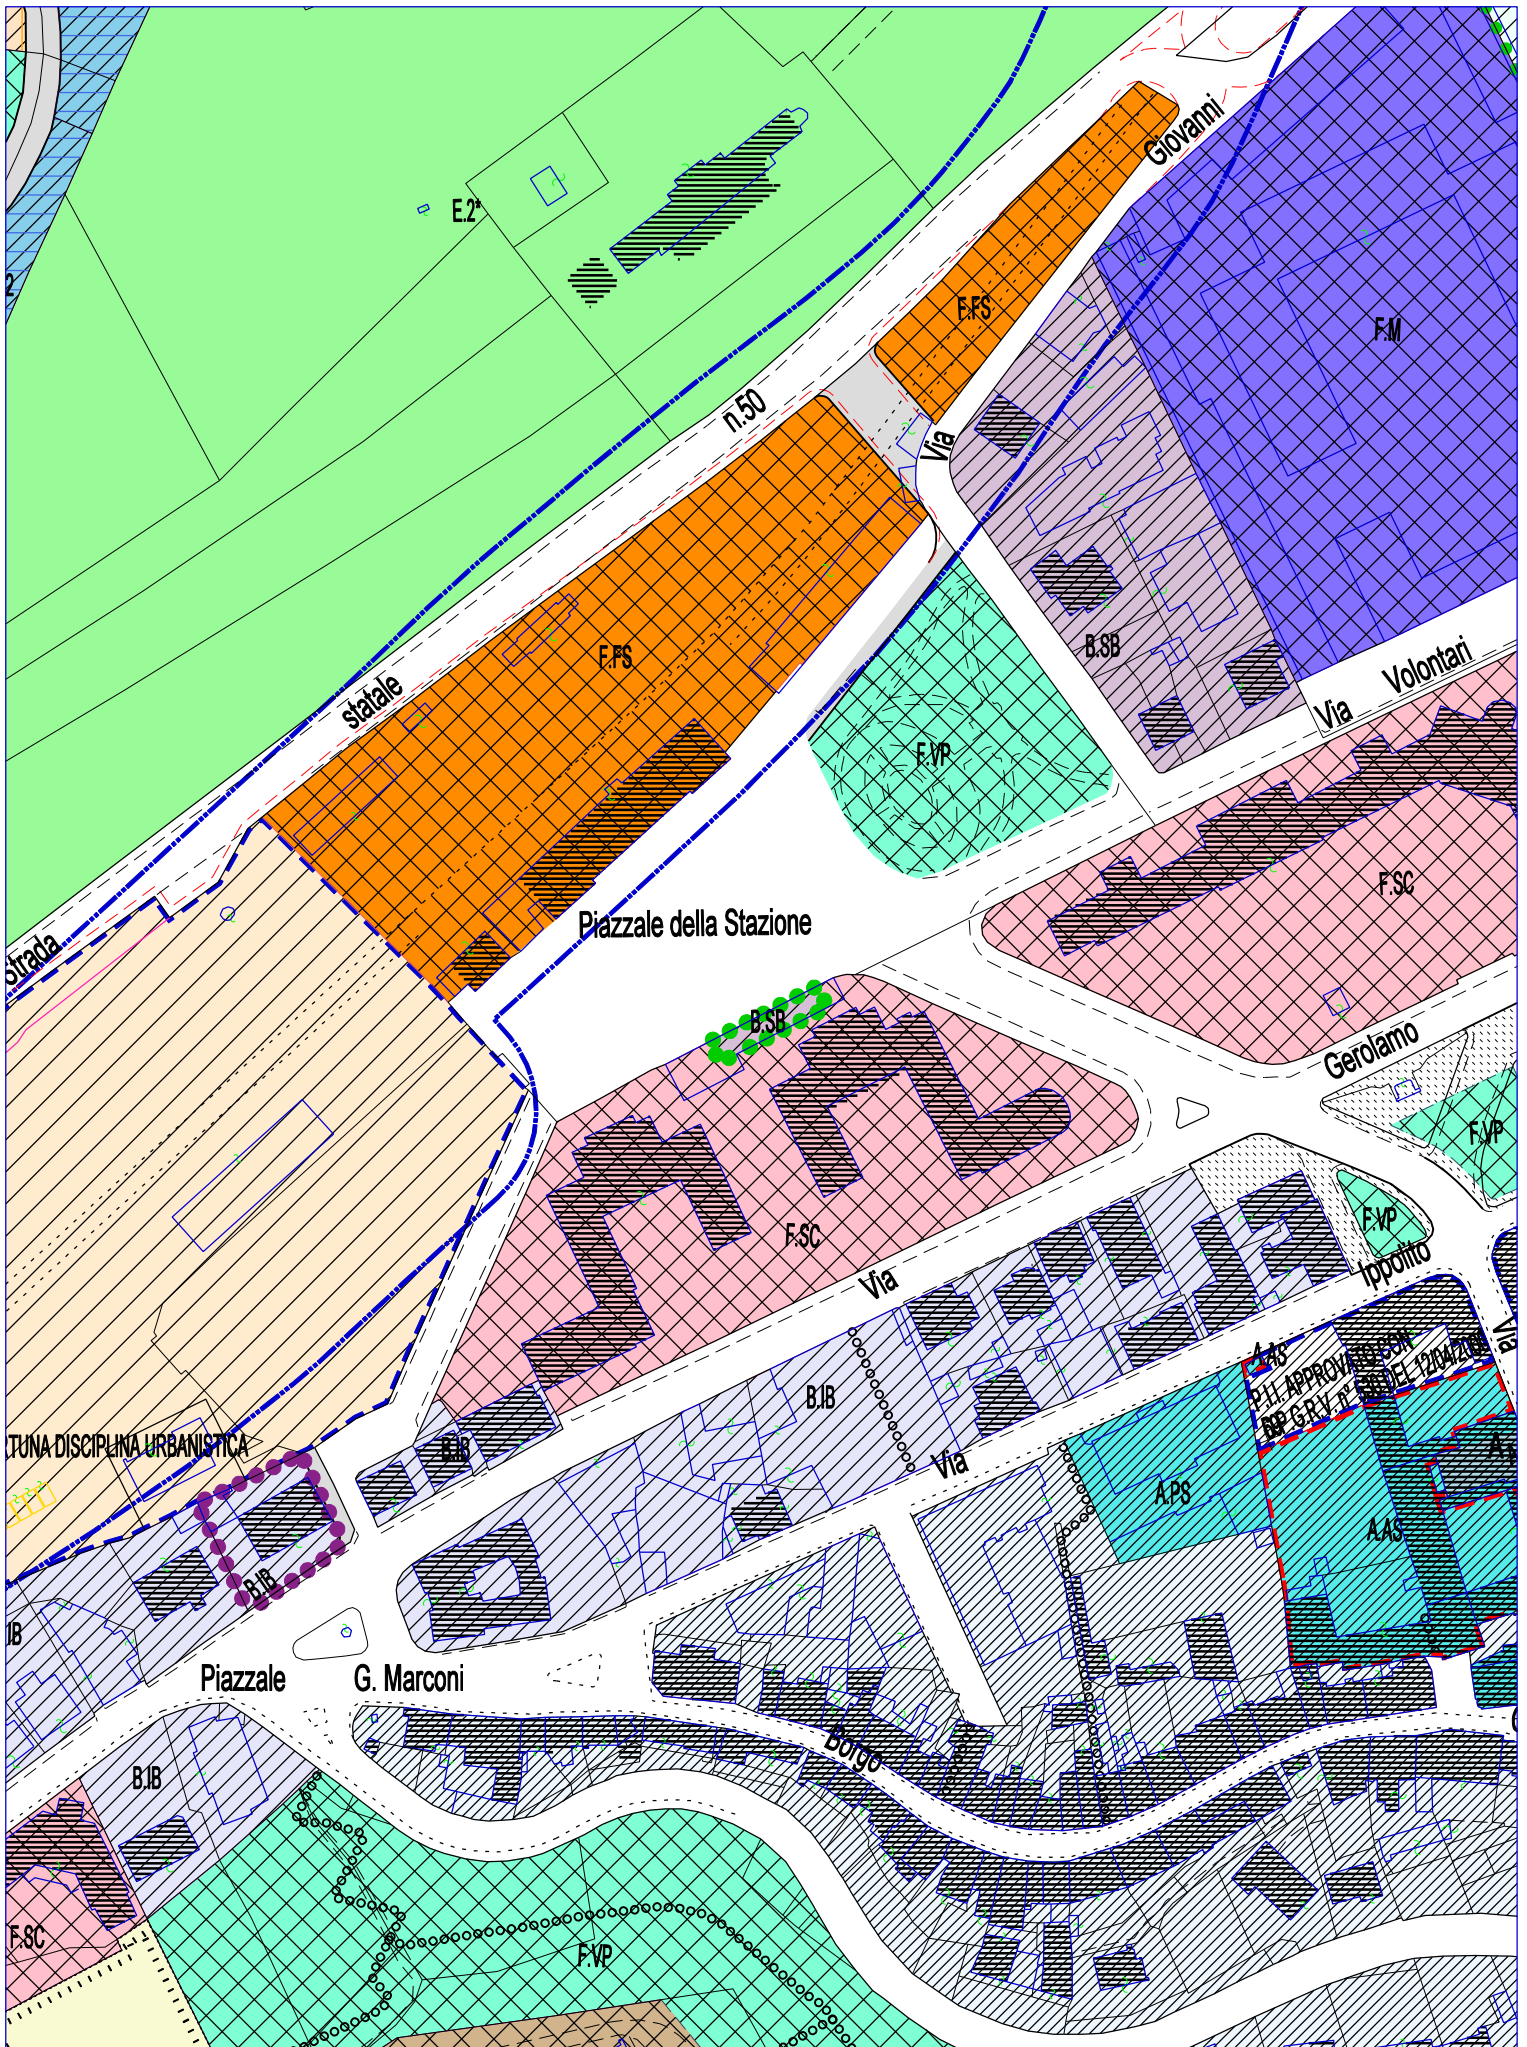 Giovanni
E.2*
2
F.FS
F.M
n.50
Via
F.FS
B.SB
statale
Volontari
Via
F.VP
F.SC
Piazzale della Stazione
Strada
B.SB
Gerolamo
F.VP
F.VP
F.SC
Ippolito
Via
Via
A.AS
P.I.I. APPROVATO CON
B.IB
B.IB
TUNA DISCIPLINA URBANISTICA
Via
A.PS
A.AS
B.IB
IB
Piazzale G. Marconi
Borgo
B.IB
F.SC
F.VP